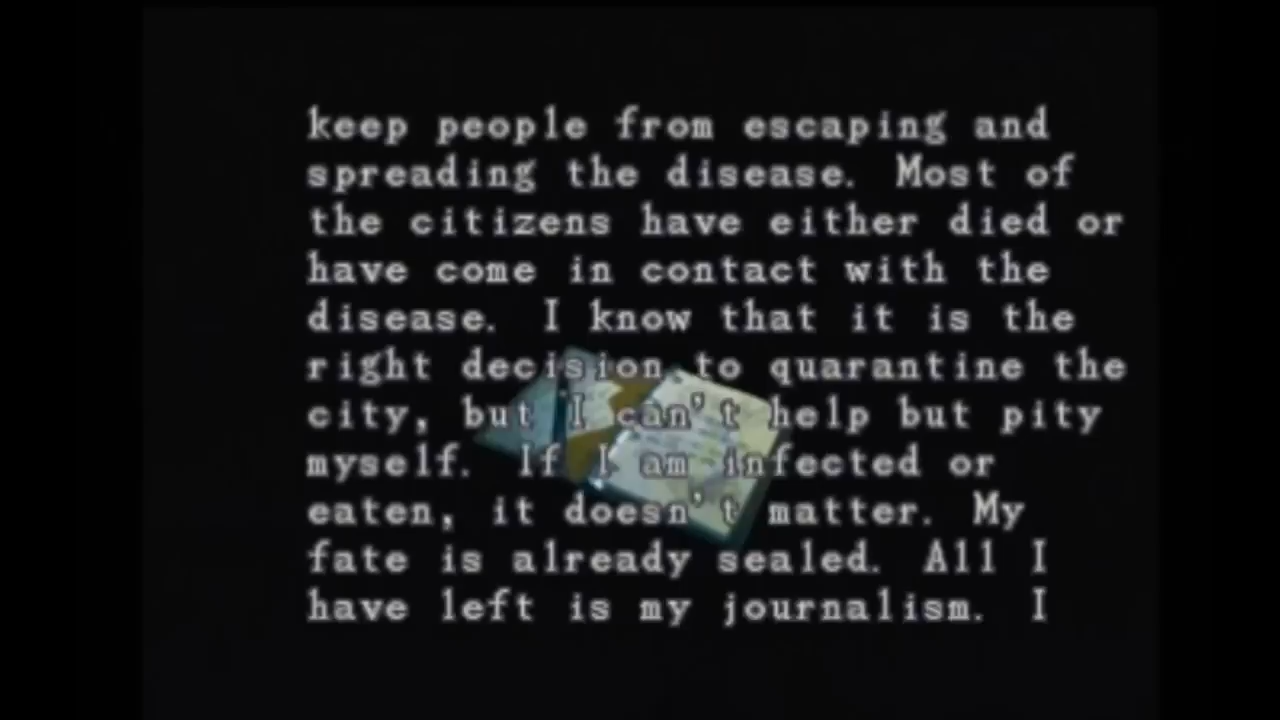 keep people from escaping and
spreading the disease. Most of
the citizens have either died or
have come in contact with the
disease. I know that it is the
right decision to quarantine the
city, but I can't help but pity
myself. If I am infected or
eaten, it doesn't matter. My
fate is already sealed. All I
have left is my journalism. I